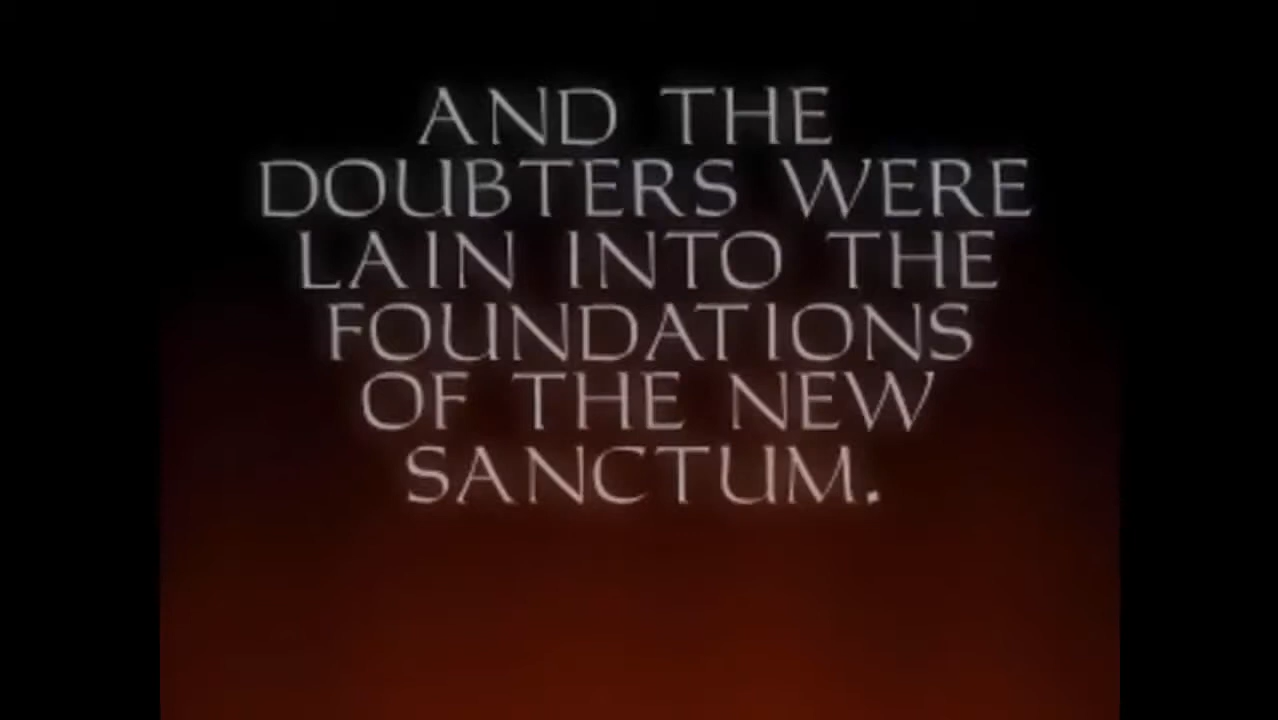 AND THE
DOUBTERS WERE
LAIN INTO THE
FOUNDATIONS
OF THE NEW
SANCTUM.